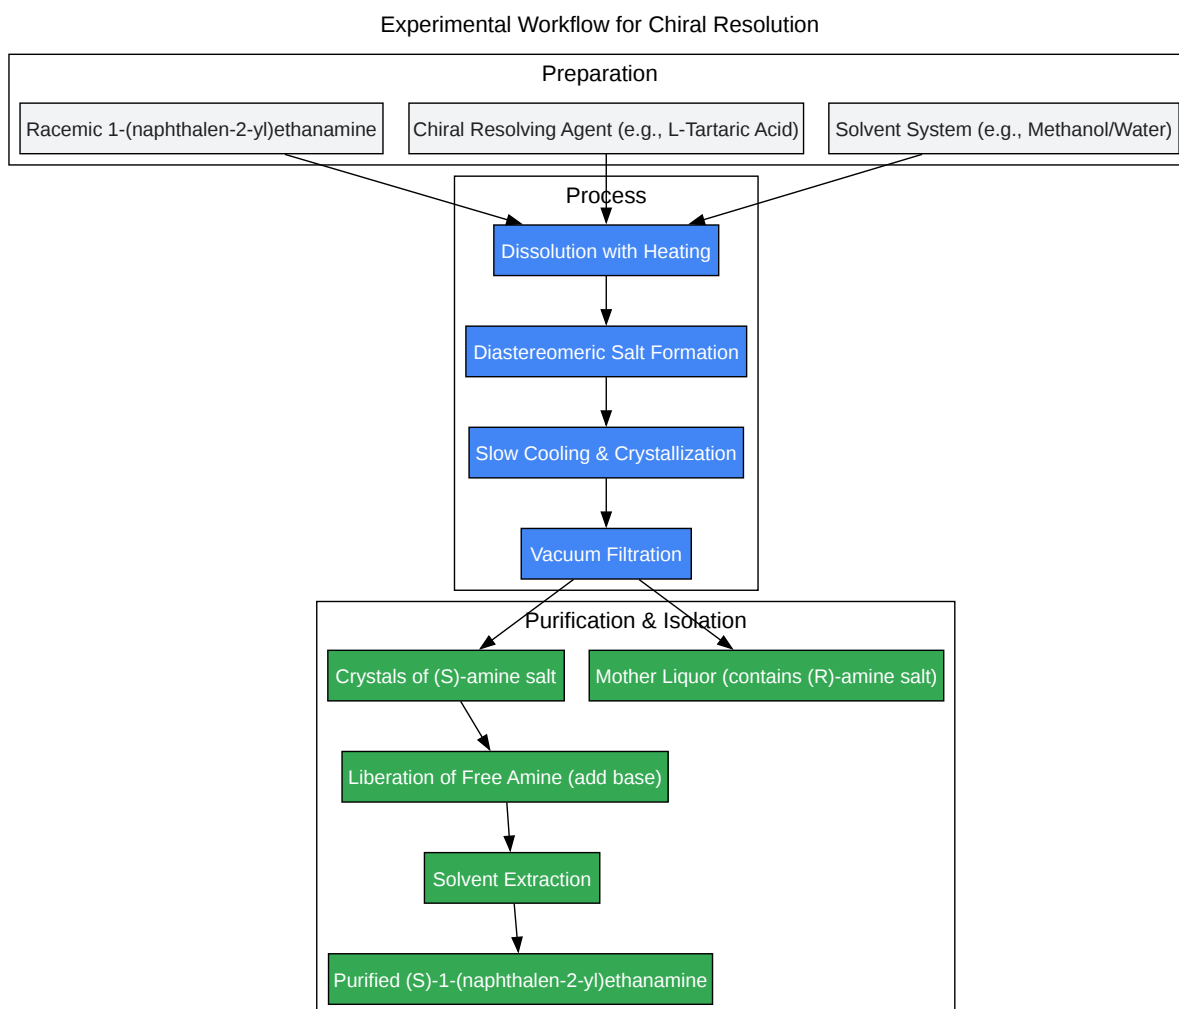 Experimental Workflow for Chiral Resolution
Preparation
Racemic 1-(naphthalen-2-yl)ethanamine
Chiral Resolving Agent (e.g., L-Tartaric Acid)
Solvent System (e.g., Methanol/Water)
Process
Dissolution with Heating
Diastereomeric Salt Formation
Slow Cooling & Crystallization
Vacuum Filtration
Purification & Isolation
Crystals of (S)-amine salt
Mother Liquor (contains (R)-amine salt)
Liberation of Free Amine (add base)
Solvent Extraction
Purified (S)-1-(naphthalen-2-yl)ethanamine